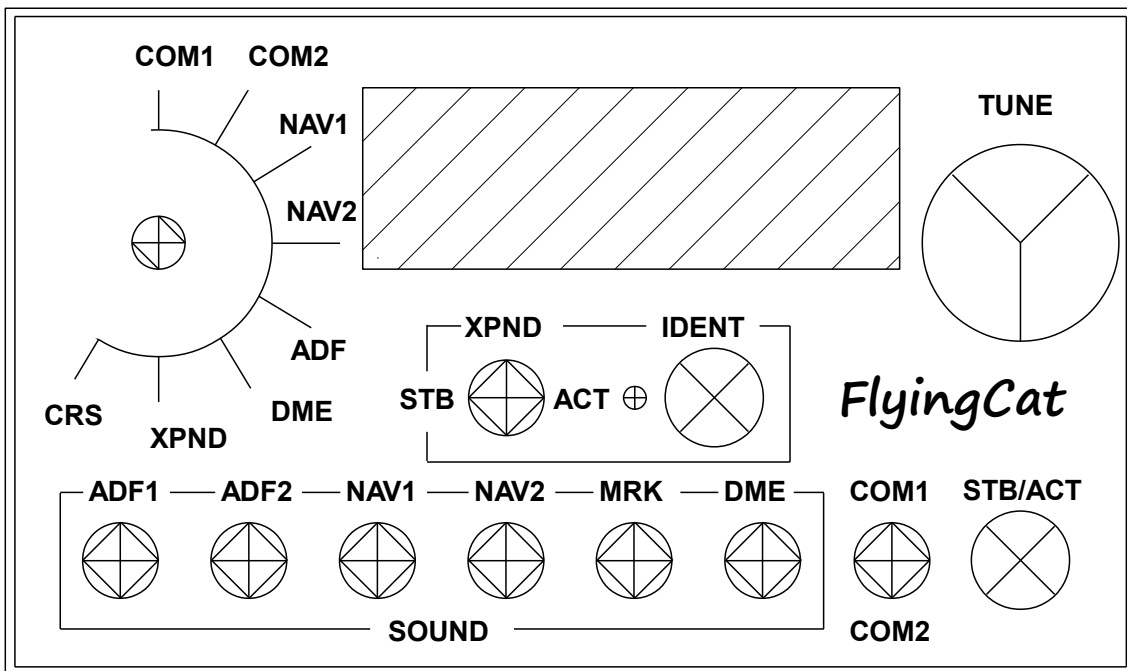 COM1 COM2
NAV1
NAV2
ADF
DME
XPND
CRS
TUNE
XPND IDENT
STB ACT
FlyingCat
ADF1 ADF2 NAV1 NAV2 MRK DME
SOUND
COM1
COM2
STB/ACT